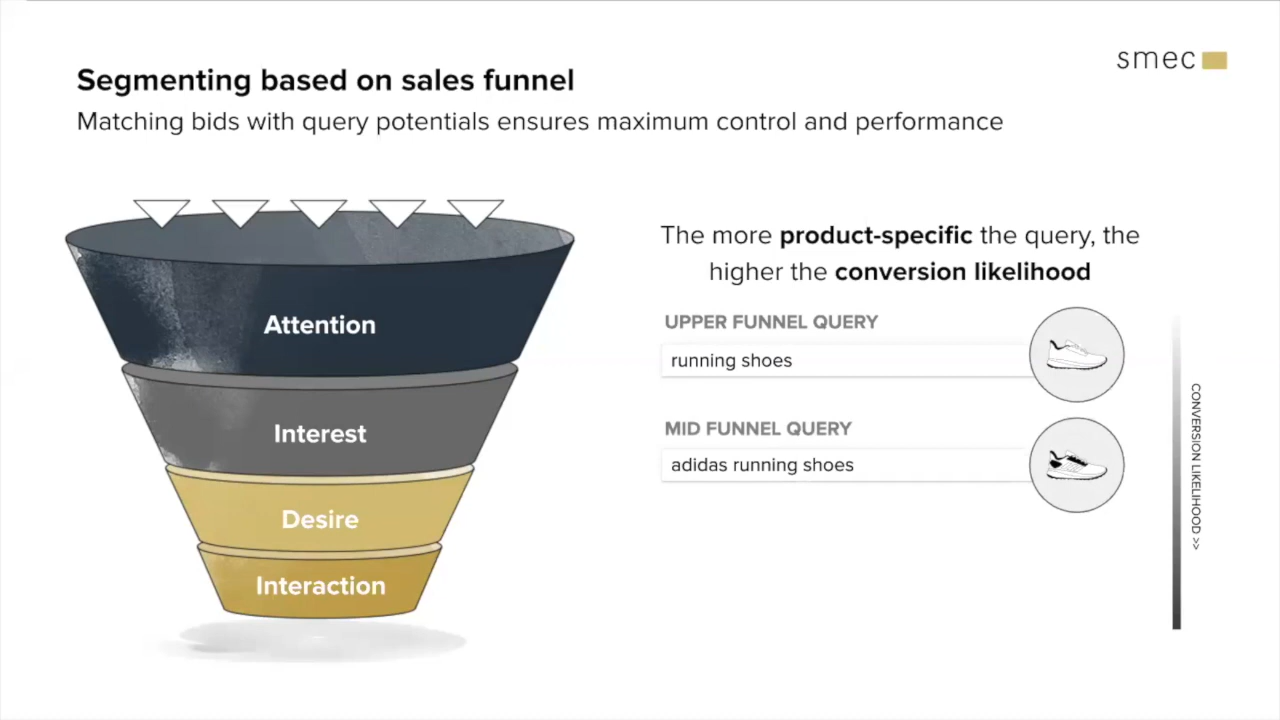 smec
Segmenting based on sales funnel
Matching bids with query potentials ensures maximum control and performance
Attention
Interest
Desire
Interaction
The more product-specific the query, the
higher the conversion likelihood
UPPER FUNNEL QUERY
running shoes
MID FUNNEL QUERY
adidas running shoes
CONVERSION LIKELIHOOD >>